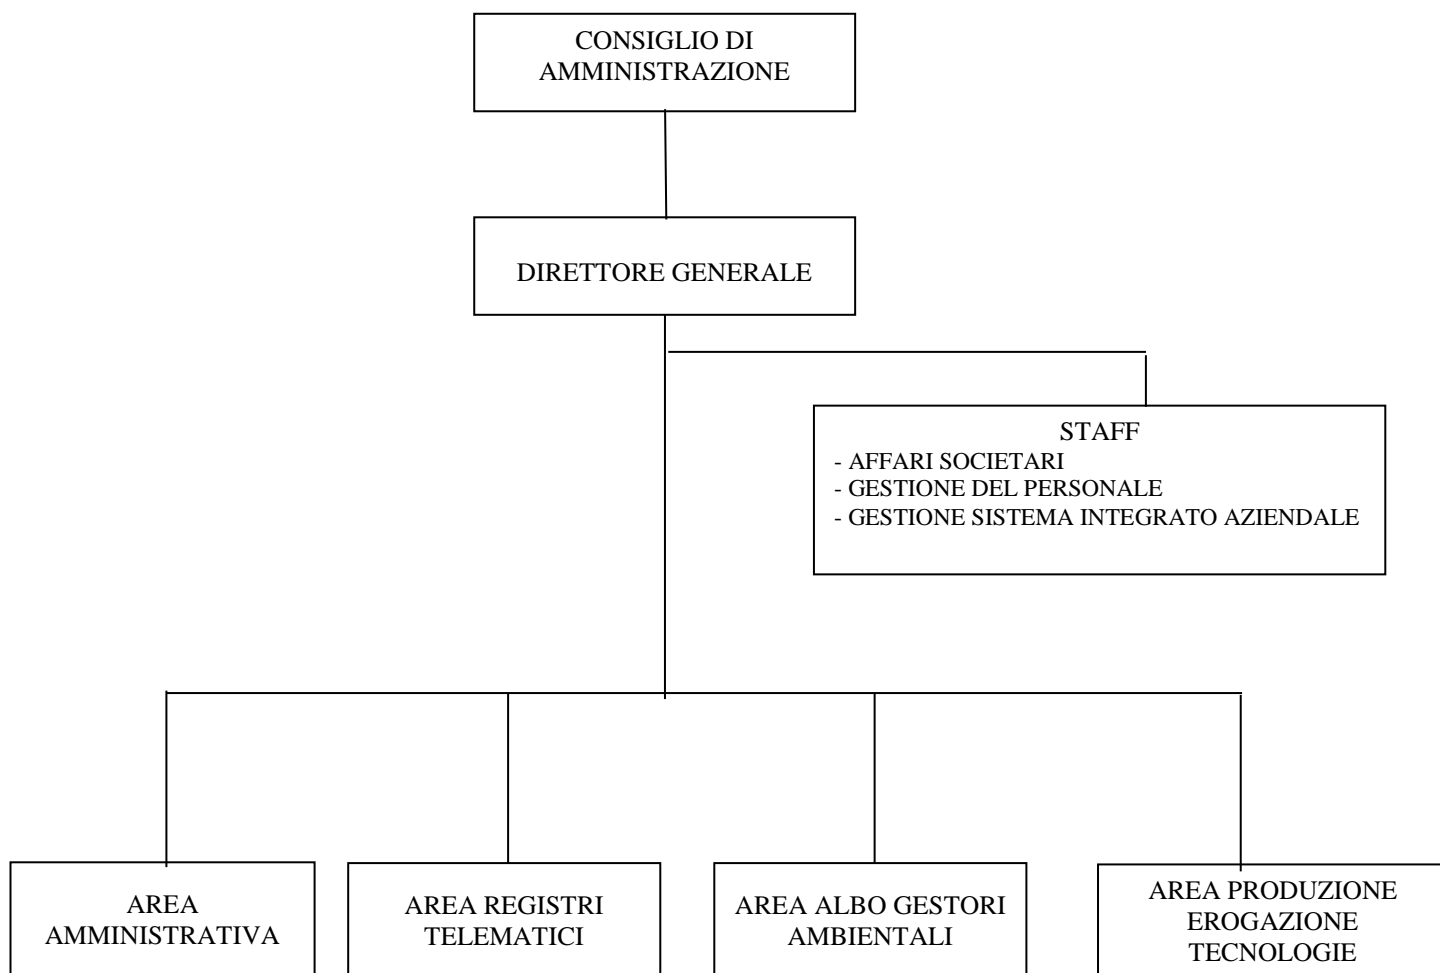 CONSIGLIO DI
AMMINISTRAZIONE
DIRETTORE GENERALE
STAFF
- AFFARI SOCIETARI
- GESTIONE DEL PERSONALE
- GESTIONE SISTEMA INTEGRATO AZIENDALE
AREA
AMMINISTRATIVA
AREA REGISTRI
TELEMATICI
AREA ALBO GESTORI
AMBIENTALI
AREA PRODUZIONE
EROGAZIONE
TECNOLOGIE